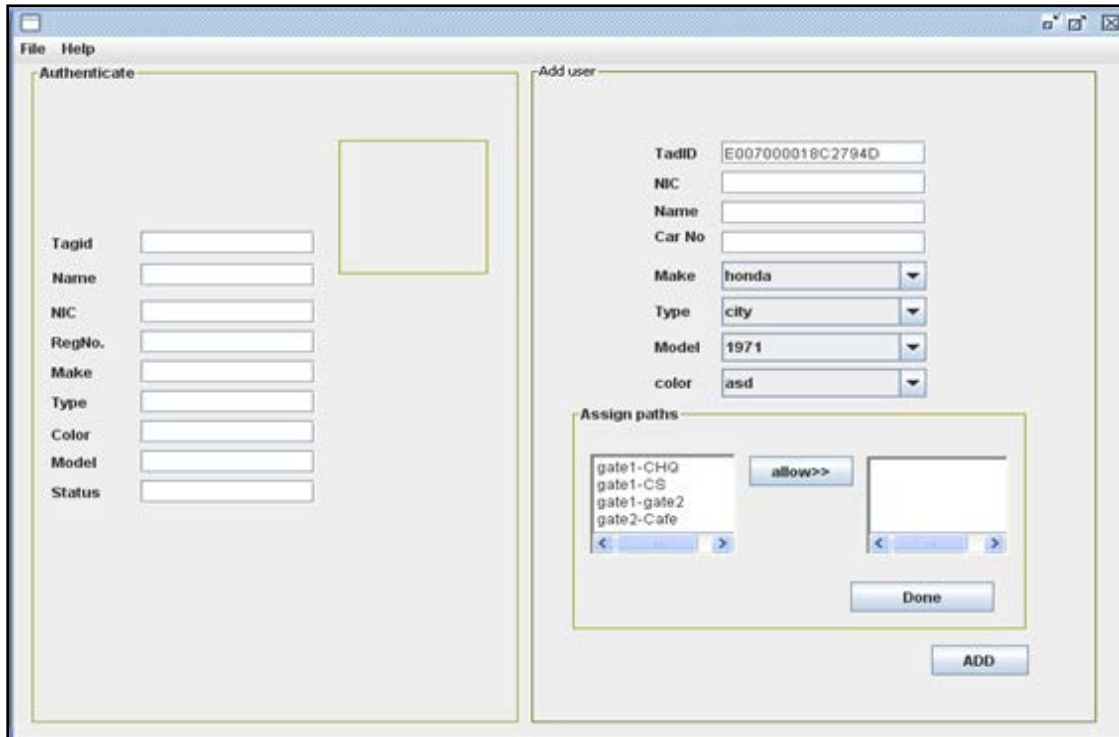 File Help
Authenticate
Tagid
Name
NIC
RegNo.
Make
Type
Color
Model
Status
Add user
TadID E007000018C2794D
NIC
Name
Car No
Make honda
Type city
Model 1971
color asd
Assign paths
gate1-CHQ
gate1-CS
gate1-gate2
gate2-Cafe
allow>>
Done
ADD